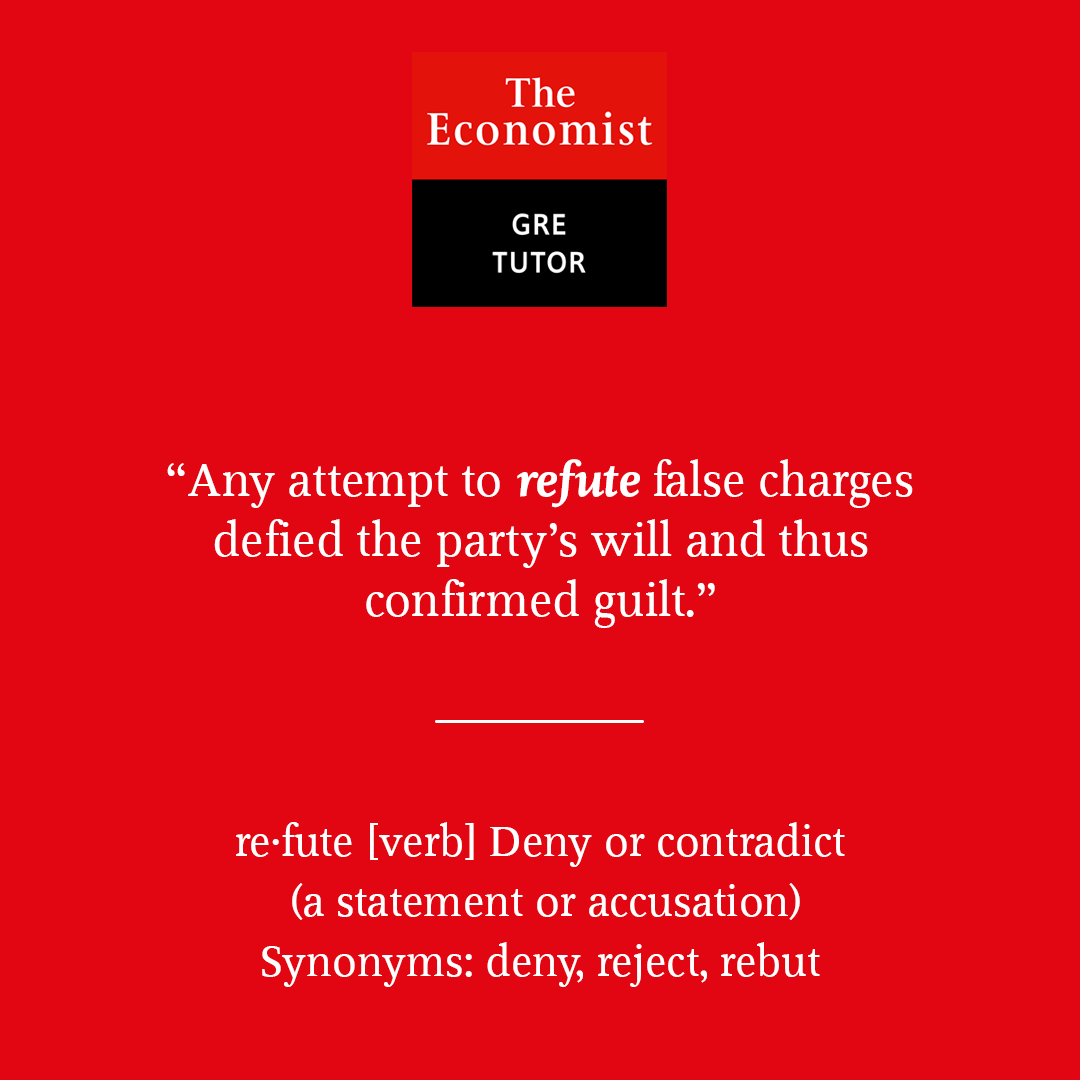 The
Economist
GRE
TUTOR
“Any attempt to refute false charges
defied the party’s will and thus
confirmed guilt.”
re·fute [verb] Deny or contradict
(a statement or accusation)
Synonyms: deny, reject, rebut